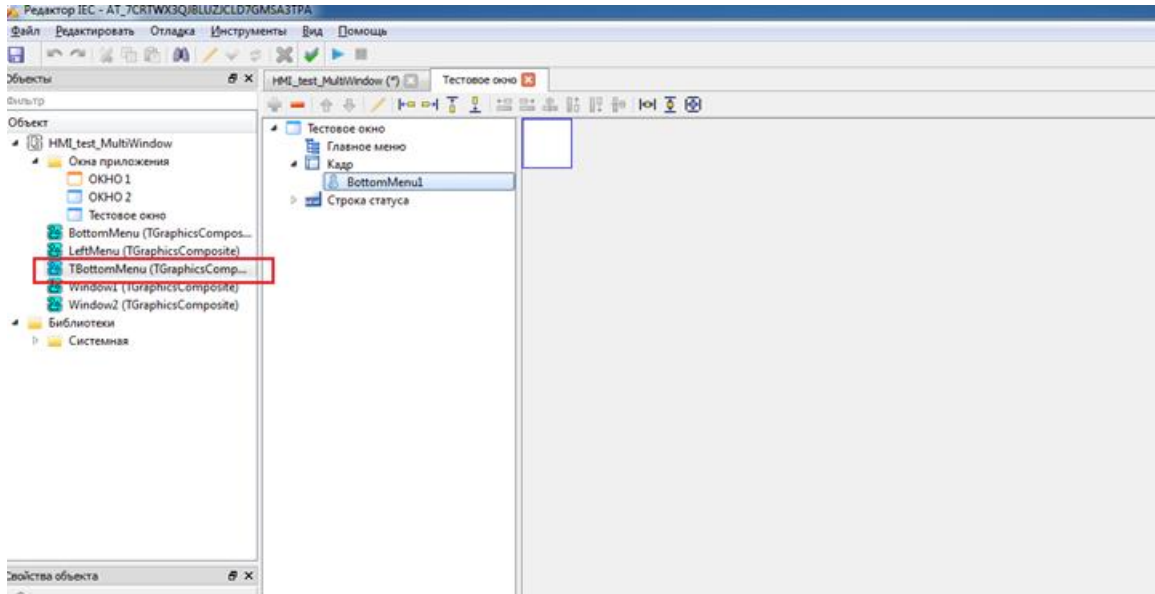 Редактор IEC - AT_7CRTWX3QJBLUZJCLD7GMSA3TPA
Файл Редактировать Отладка Инструменты Вид Помощь
Объекты
HMI_test_MultiWindow (*) Тестовое окно
Фильтр
Объект
HMI_test_MultiWindow
Окна приложения
ОКНО 1
ОКНО 2
Тестовое окно
BottomMenu (TGraphicsCompos...
LeftMenu (TGraphicsComposite)
TBottomMenu (TGraphicsComp...
Window1 (TGraphicsComposite)
Window2 (TGraphicsComposite)
Библиотеки
Системная
Тестовое окно
Главное меню
Кадр
BottomMenu1
Строка статуса
Свойства объекта